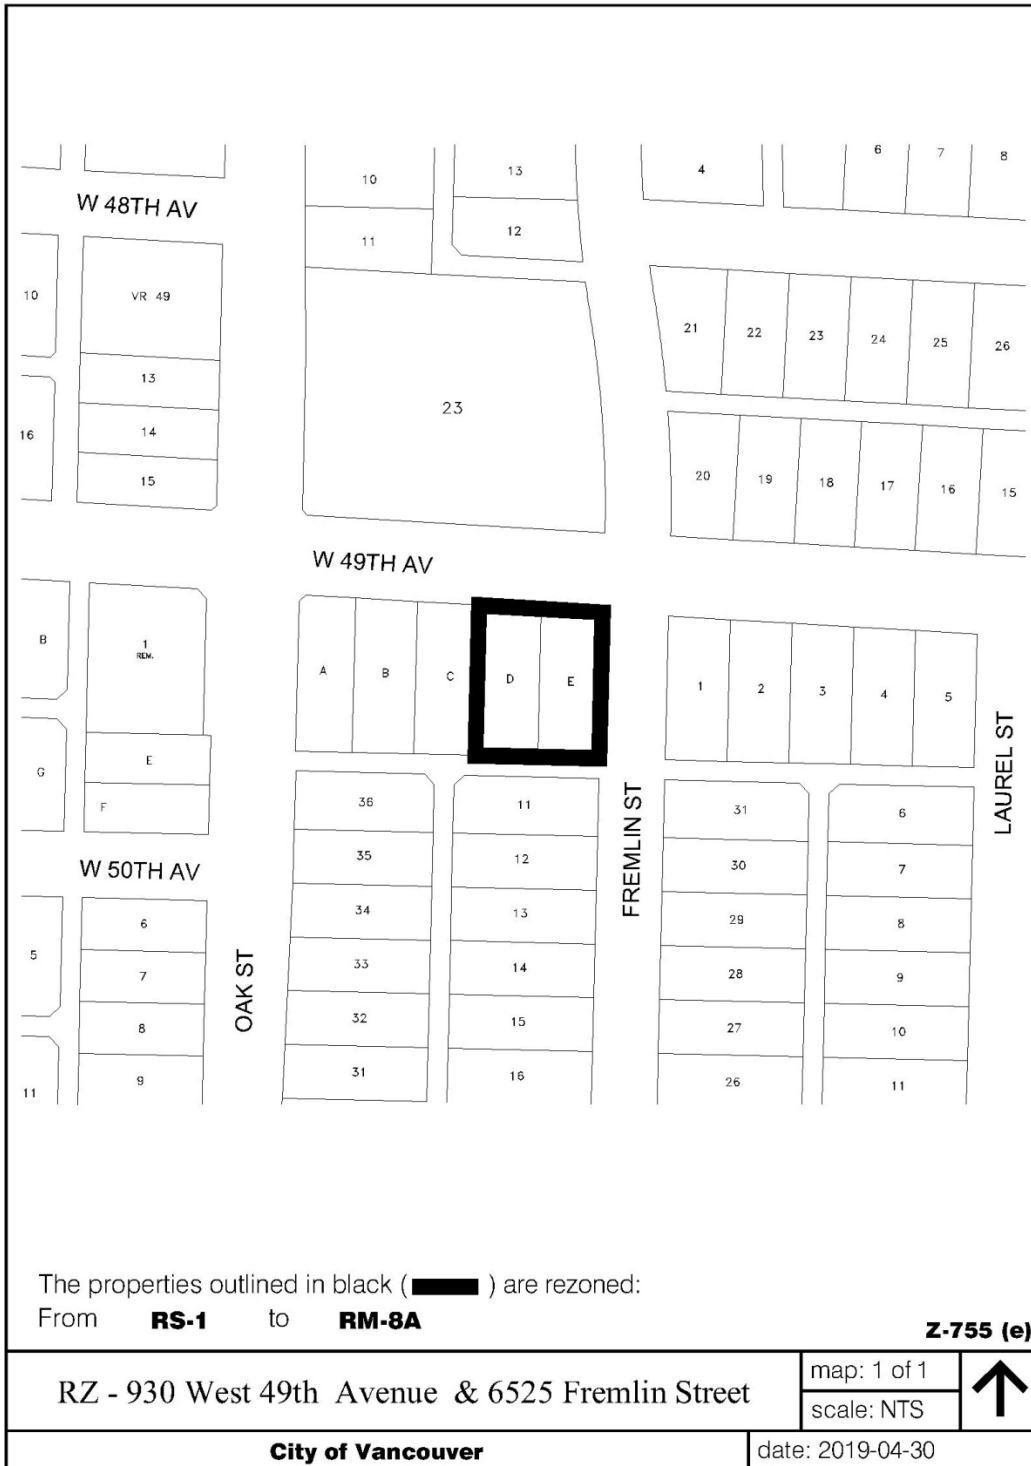 10
13
4
6
7
8
W 48TH AV
11
12
10
VR 49
21
22
23
24
25
26
13
23
16
14
15
20
19
18
17
16
15
W 49TH AV
B
1
REM.
A
B
C
D
E
1
2
3
4
5
G
E
F
36
11
31
6
35
12
30
7
W 50TH AV
FREMLIN ST
LAUREL ST
6
34
13
29
8
5
7
33
14
28
9
OAK ST
8
32
15
27
10
11
9
31
16
26
11
The properties outlined in black ( ) are rezoned:
From RS-1 to RM-8A
Z-755 (e)
RZ - 930 West 49th Avenue & 6525 Fremlin Street
map: 1 of 1
scale: NTS
City of Vancouver
date: 2019-04-30